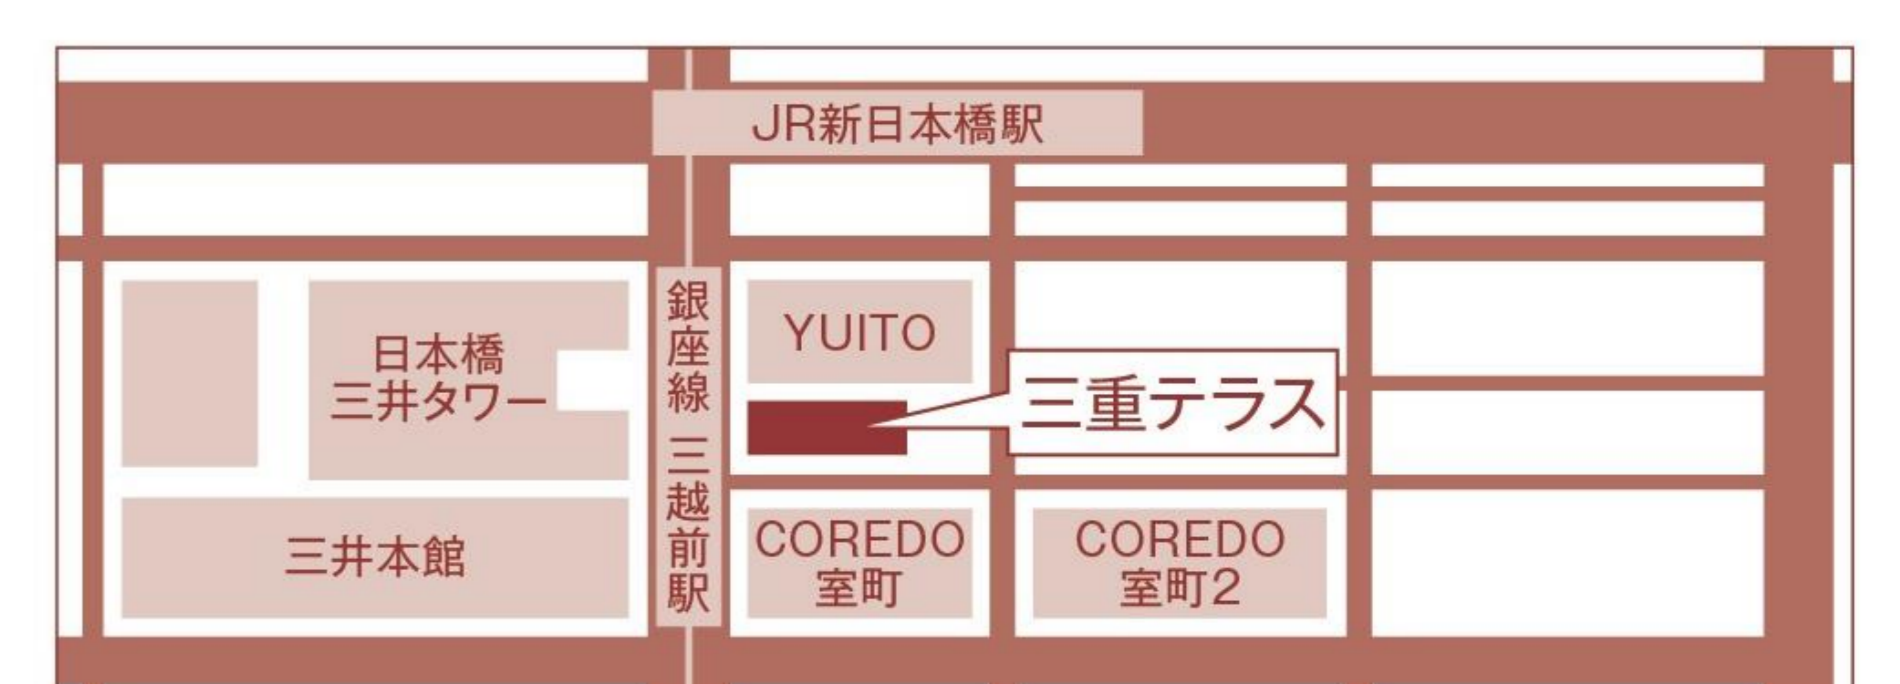 JR新日本橋駅
日本橋
三井タワー
三井本館
銀座線 三越前駅
YUITO
三重テラス
COREDO
室町
COREDO
室町2